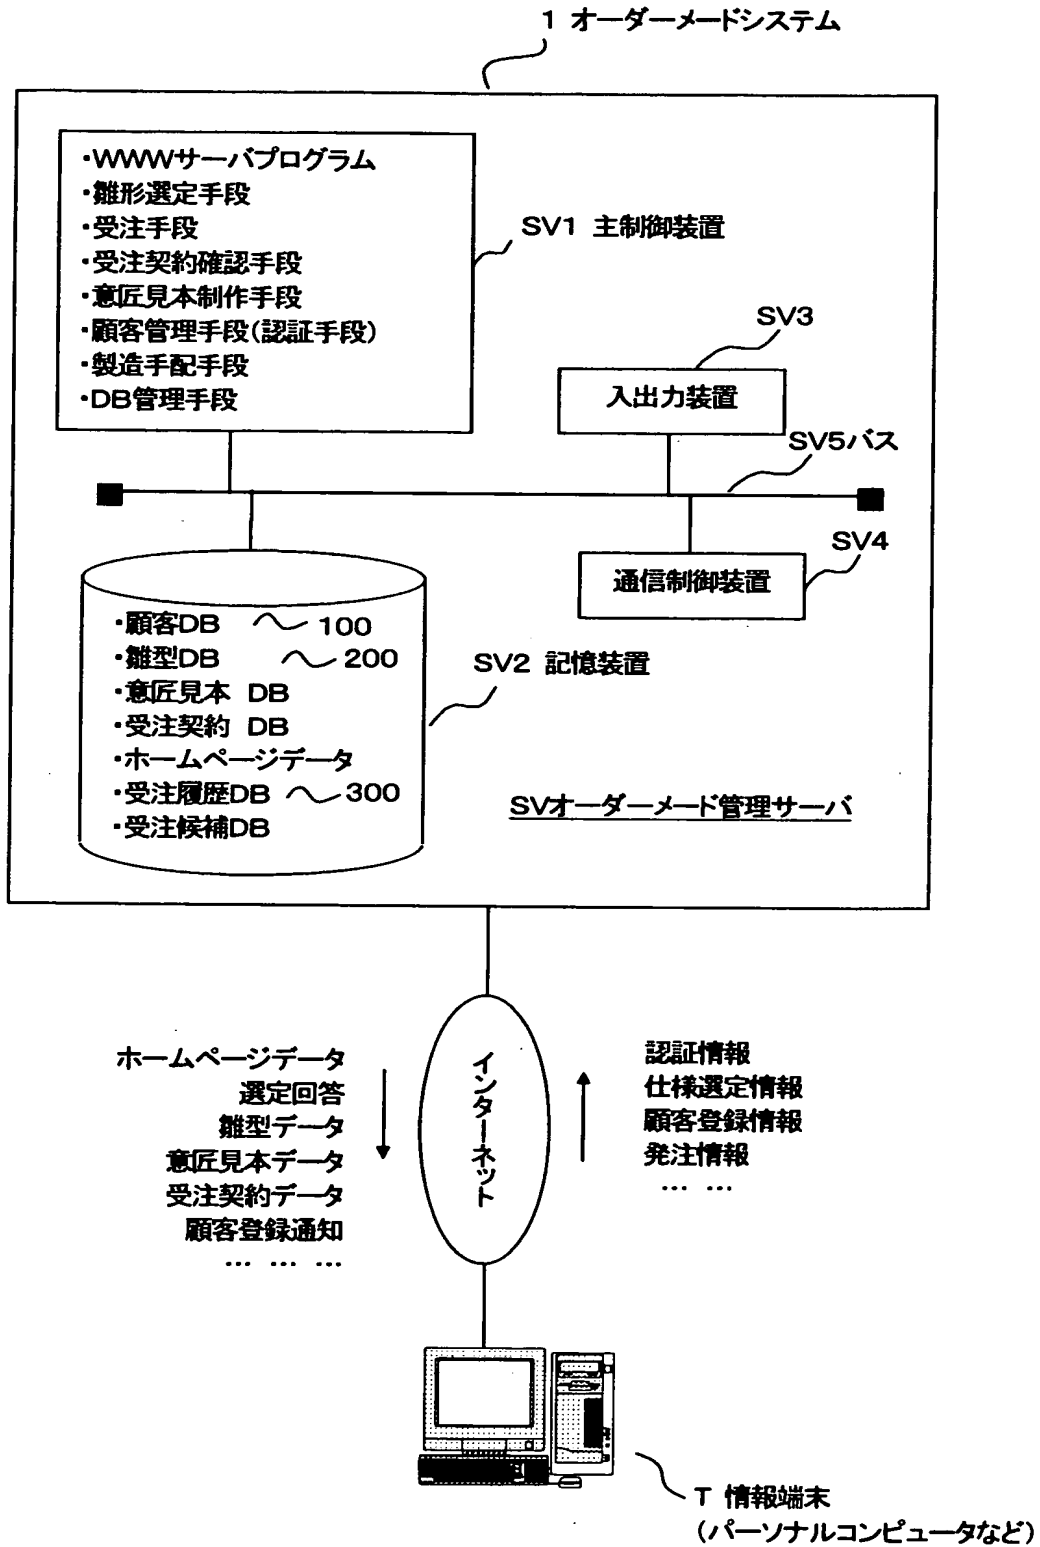 1 オーダーメードシステム
・WWWサーバプログラム
・雛形選定手段
・受注手段
・受注契約確認手段
・意匠見本制作手段
・顧客管理手段(認証手段)
・製造手配手段
・DB管理手段
SV1 主制御装置
SV3
入出力装置
SV5バス
SV4
通信制御装置
・顧客DB 100
・雛型DB 200
・意匠見本 DB
・受注契約 DB
・ホームページデータ
・受注履歴DB 300
・受注候補DB
SV2 記憶装置
SVオーダーメード管理サーバ
ホームページデータ
選定回答
雛型データ
意匠見本データ
受注契約データ
顧客登録通知
… … …
インターネット
認証情報
仕様選定情報
顧客登録情報
発注情報
… …
T 情報端末
(パーソナルコンピュータなど)